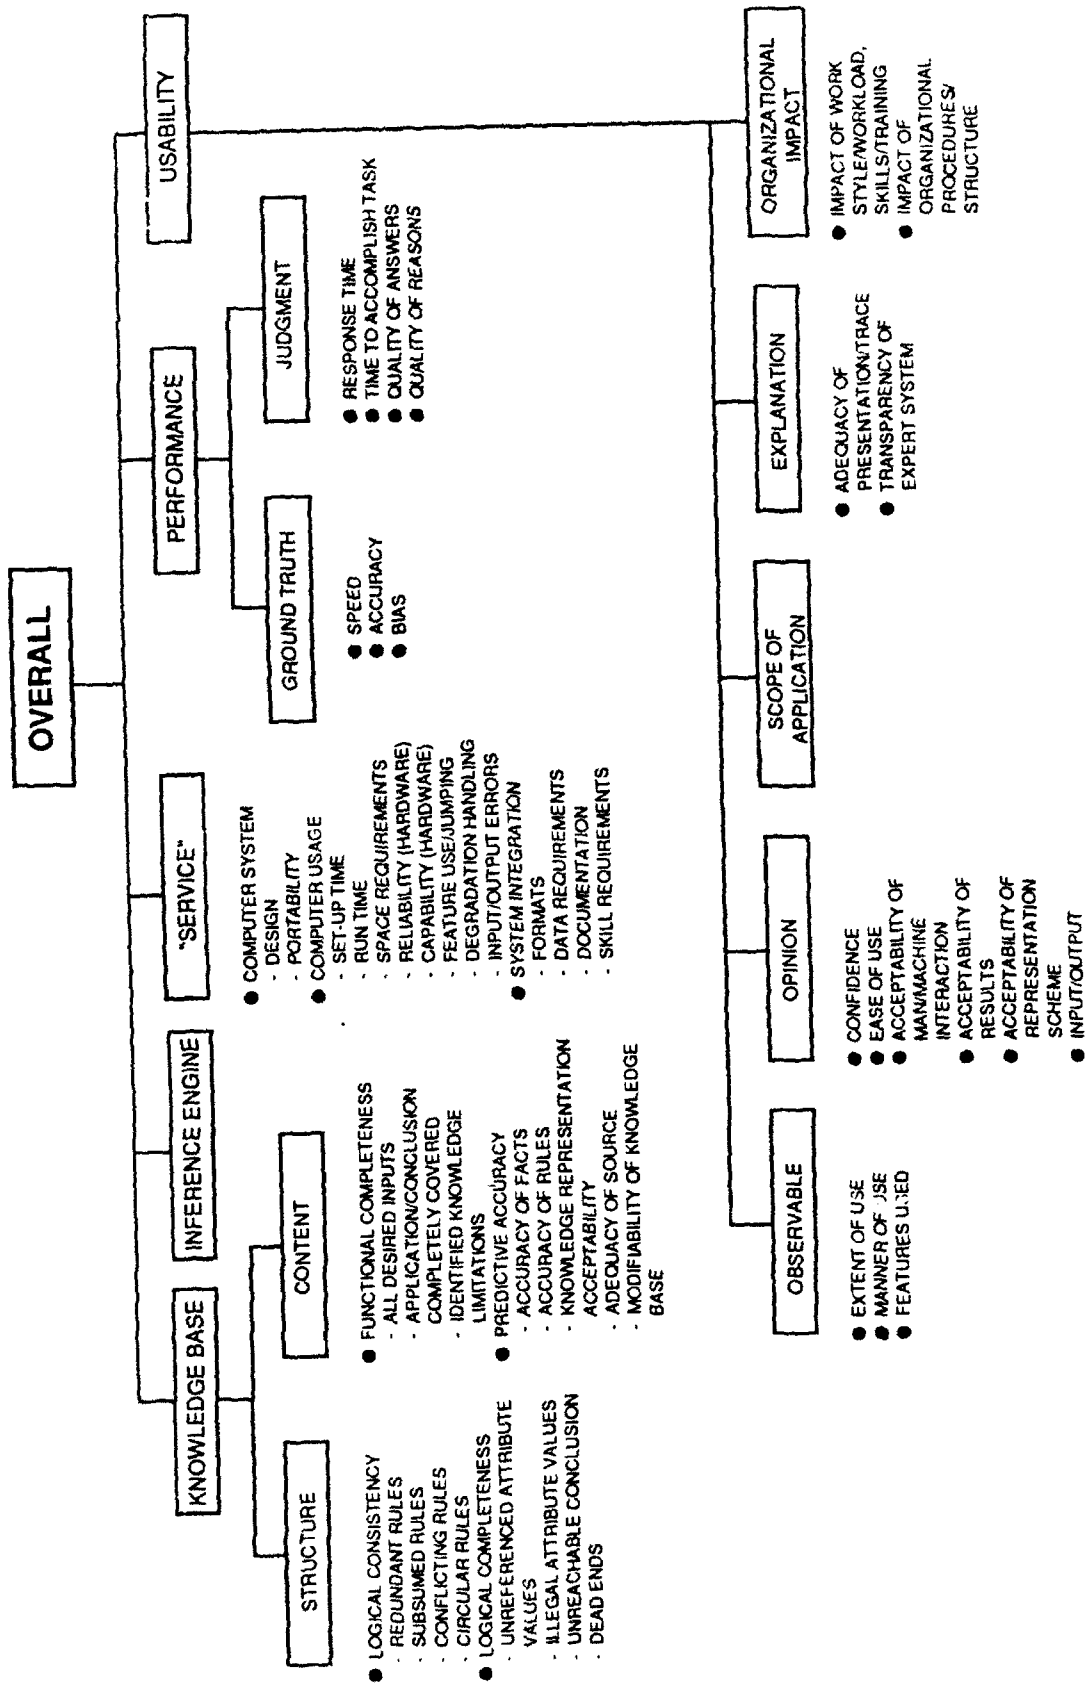 OVERALL
KNOWLEDGE BASE
INFERENCE ENGINE
"SERVICE"
PERFORMANCE
USABILITY
STRUCTURE
● LOGICAL CONSISTENCY
- REDUNDANT RULES
- SUBSUMED RULES
- CONFLICTING RULES
- CIRCULAR RULES
● LOGICAL COMPLETENESS
- UNREFERENCED ATTRIBUTE
VALUES
- ILLEGAL ATTRIBUTE VALUES
- UNREACHABLE CONCLUSION
- DEAD ENDS
CONTENT
● FUNCTIONAL COMPLETENESS
- ALL DESIRED INPUTS
- APPLICATION/CONCLUSION
COMPLETELY COVERED
- IDENTIFIED KNOWLEDGE
LIMITATIONS
● PREDICTIVE ACCURACY
- ACCURACY OF FACTS
- ACCURACY OF RULES
- KNOWLEDGE REPRESENTATION
ACCEPTABILITY
- ADEQUACY OF SOURCE
- MODIFIABILITY OF KNOWLEDGE
BASE
● COMPUTER SYSTEM
- DESIGN
- PORTABILITY
● COMPUTER USAGE
- SET-UP TIME
- RUN TIME
- SPACE REQUIREMENTS
- RELIABILITY (HARDWARE)
- CAPABILITY (HARDWARE)
- FEATURE USE/JUMPING
- DEGRADATION HANDLING
- INPUT/OUTPUT ERRORS
● SYSTEM INTEGRATION
- FORMATS
- DATA REQUIREMENTS
- DOCUMENTATION
- SKILL REQUIREMENTS
GROUND TRUTH
● SPEED
● ACCURACY
● BIAS
JUDGMENT
● RESPONSE TIME
● TIME TO ACCOMPLISH TASK
● QUALITY OF ANSWERS
● QUALITY OF REASONS
OBSERVABLE
● EXTENT OF USE
● MANNER OF USE
● FEATURES USED
OPINION
● CONFIDENCE
● EASE OF USE
● ACCEPTABILITY OF
MAN/MACHINE
INTERACTION
● ACCEPTABILITY OF
RESULTS
● ACCEPTABILITY OF
REPRESENTATION
SCHEME
● INPUT/OUTPUT
SCOPE OF
APPLICATION
EXPLANATION
● ADEQUACY OF
PRESENTATION/TRACE
● TRANSPARENCY OF
EXPERT SYSTEM
ORGANIZATIONAL
IMPACT
● IMPACT OF WORK
STYLE/WORKLOAD,
SKILLS/TRAINING
● IMPACT OF
ORGANIZATIONAL
PROCEDURES/
STRUCTURE